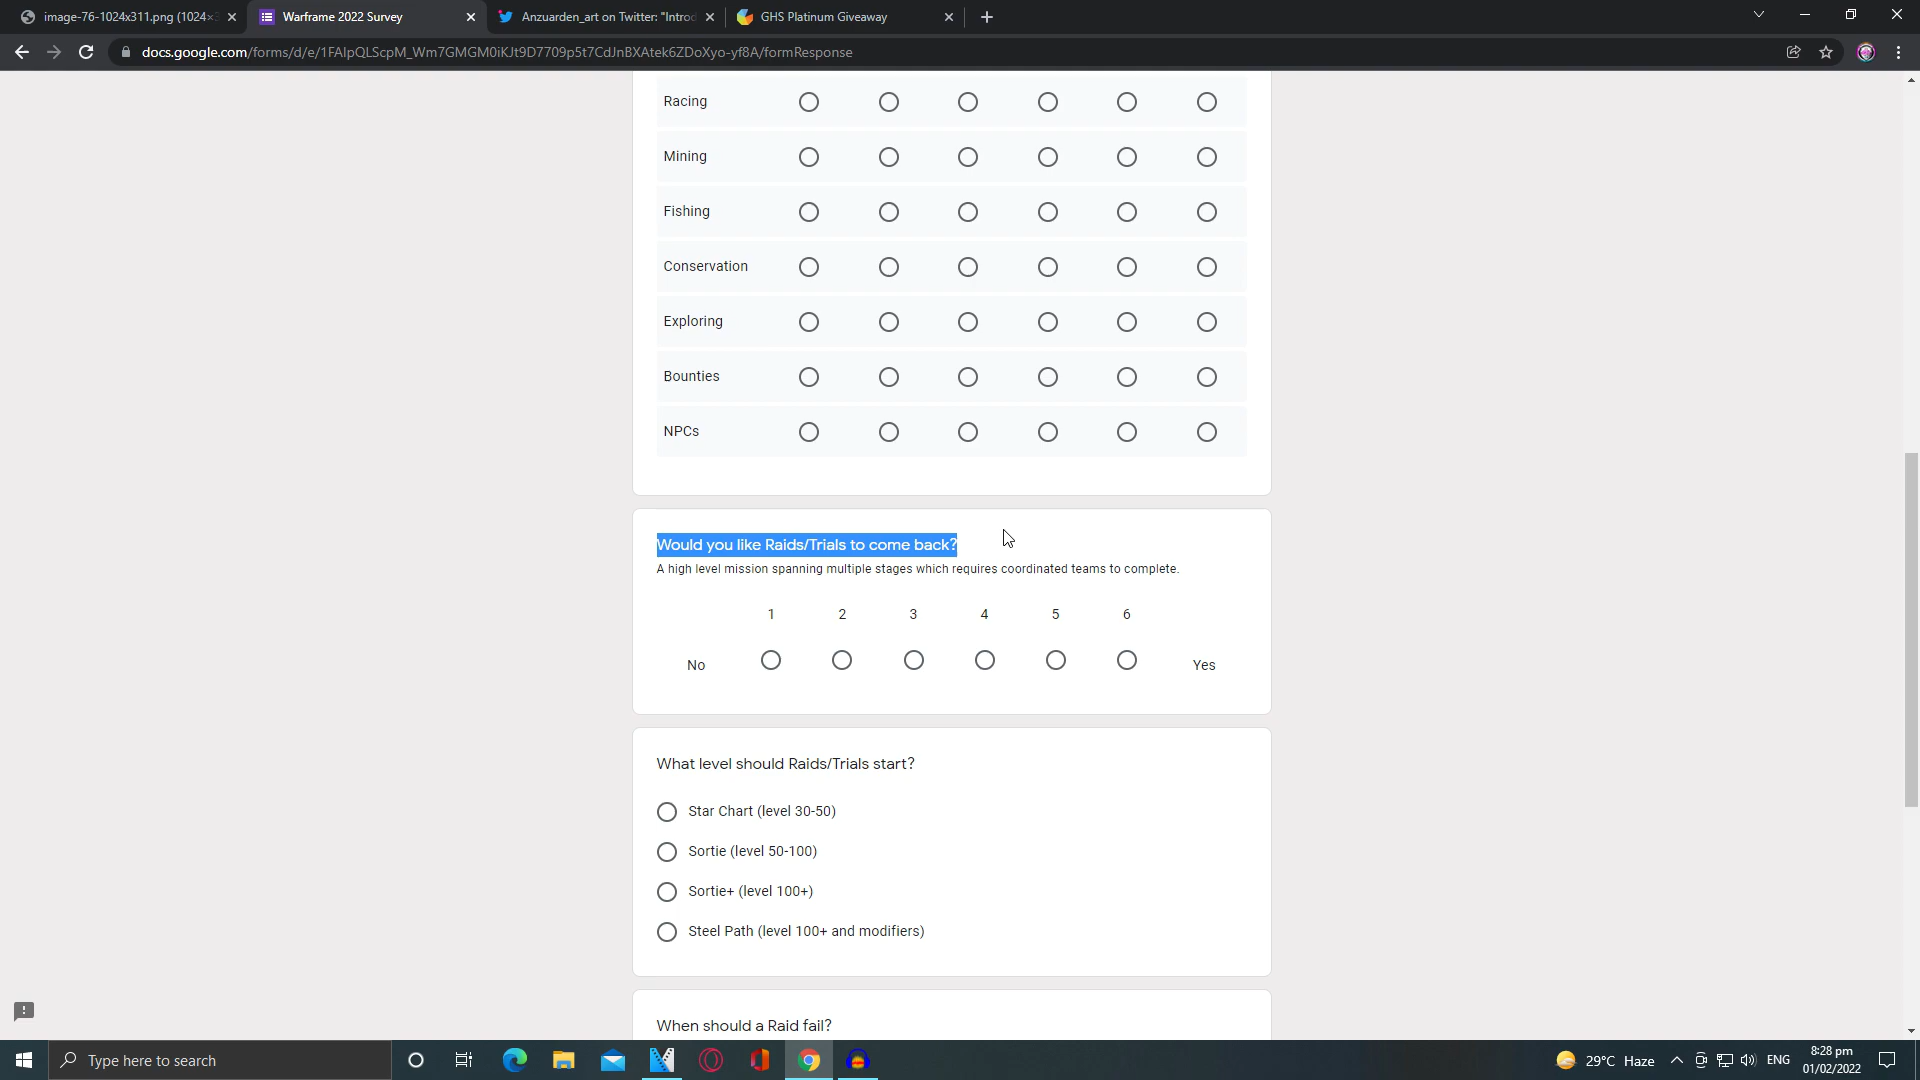 image-76-1024x311.png (1024×3
Warframe 2022 Survey
Anzuarden_art on Twitter: "Introd
GHS Platinum Giveaway
docs.google.com/forms/d/e/1FAIpQLScpM_Wm7GMGM0iKJt9D7709p5t7CdJnBXAtek6ZDoXyo-yf8A/formResponse
Racing
Mining
Fishing
Conservation
Exploring
Bounties
NPCs
Would you like Raids/Trials to come back?
A high level mission spanning multiple stages which requires coordinated teams to complete.
1 2 3 4 5 6
No Yes
What level should Raids/Trials start?
Star Chart (level 30-50)
Sortie (level 50-100)
Sortie+ (level 100+)
Steel Path (level 100+ and modifiers)
When should a Raid fail?
Type here to search
29°C Haze
ENG
8:28 pm
01/02/2022